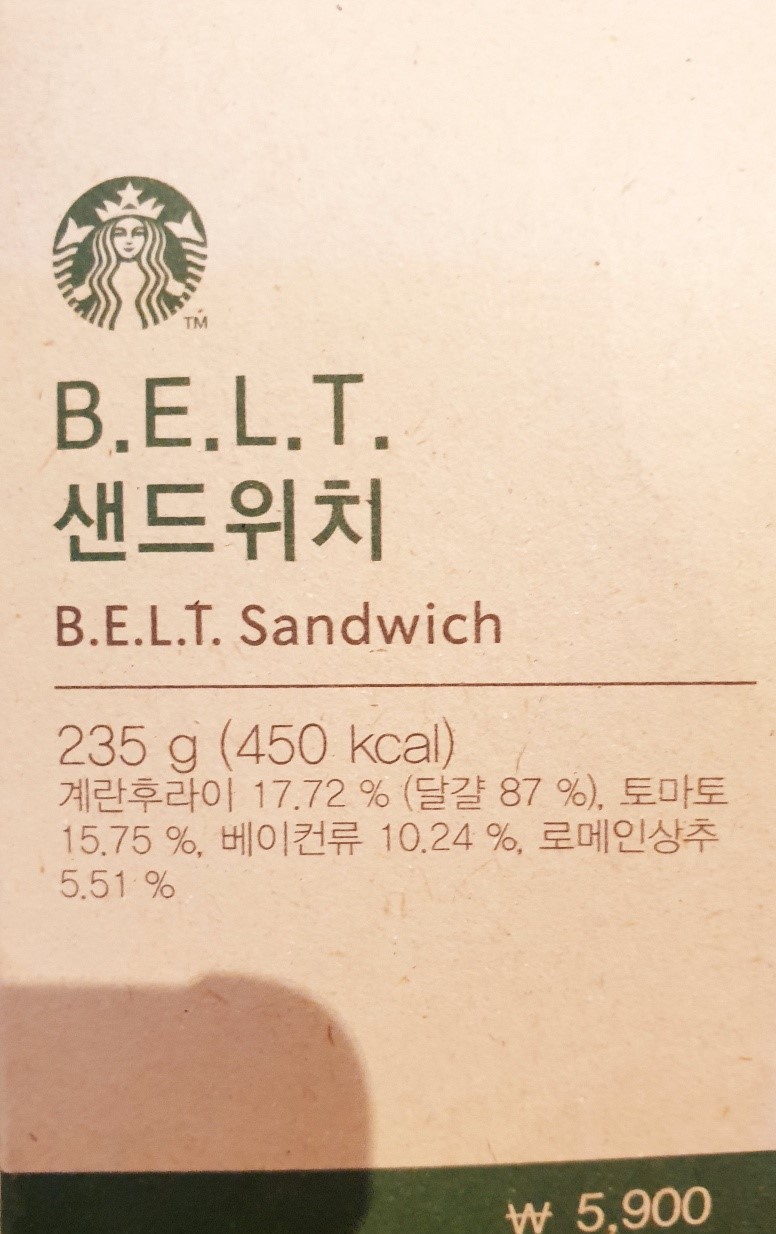 TM
B.E.L.T.
샌드위치
B.E.L.T. Sandwich
235 g (450 kcal)
계란후라이 17.72 % (달걀 87 %), 토마토
15.75 %, 베이컨류 10.24 %, 로메인상추
5.51 %
₩ 5,900